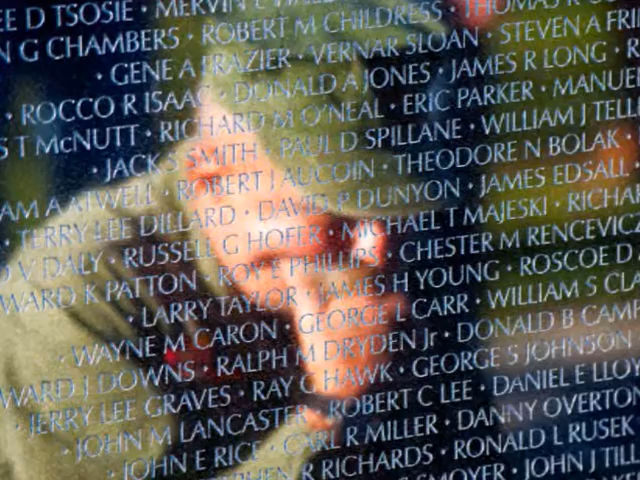 EE D TSOSIE · MERVIN E · THOMAS R
N G CHAMBERS · ROBERT M CHILDRESS · STEVEN A
· GENE A FRAZIER · VERNAR SLOAN ·
· ROCCO R ISAAC · DONALD A JONES · JAMES R LONG · R
S T McNUTT · RICHARD M O'NEAL · ERIC PARKER · MANUE
· JACK S SMITH · PAUL D SPILLANE · WILLIAM J TELL
AM A ATWELL · ROBERT J AUCOIN · THEODORE N BOLAK ·
· TERRY LEE DILLARD · DAVID P DUNYON · JAMES EDSALL ·
D V DALY · RUSSELL G HOFER · MICHAEL T MAJESKI · RICHA
WARD K PATTON · ROY E PHILLIPS · CHESTER M RENCEVICZ
· LARRY TAYLOR · JAMES H YOUNG · ROSCOE D
· WAYNE M CARON · GEORGE L CARR · WILLIAM S CLA
WARD J DOWNS · RALPH M DRYDEN Jr · DONALD B CAMP
· JERRY LEE GRAVES · RAY C HAWK · GEORGE S JOHNSON
· JOHN M LANCASTER · ROBERT C LEE · DANIEL E LLOY
· JOHN E RICE · CARL R MILLER · DANNY OVERTON
R RICHARDS · RONALD L RUSEK
SMOYER · JOHN J TILL